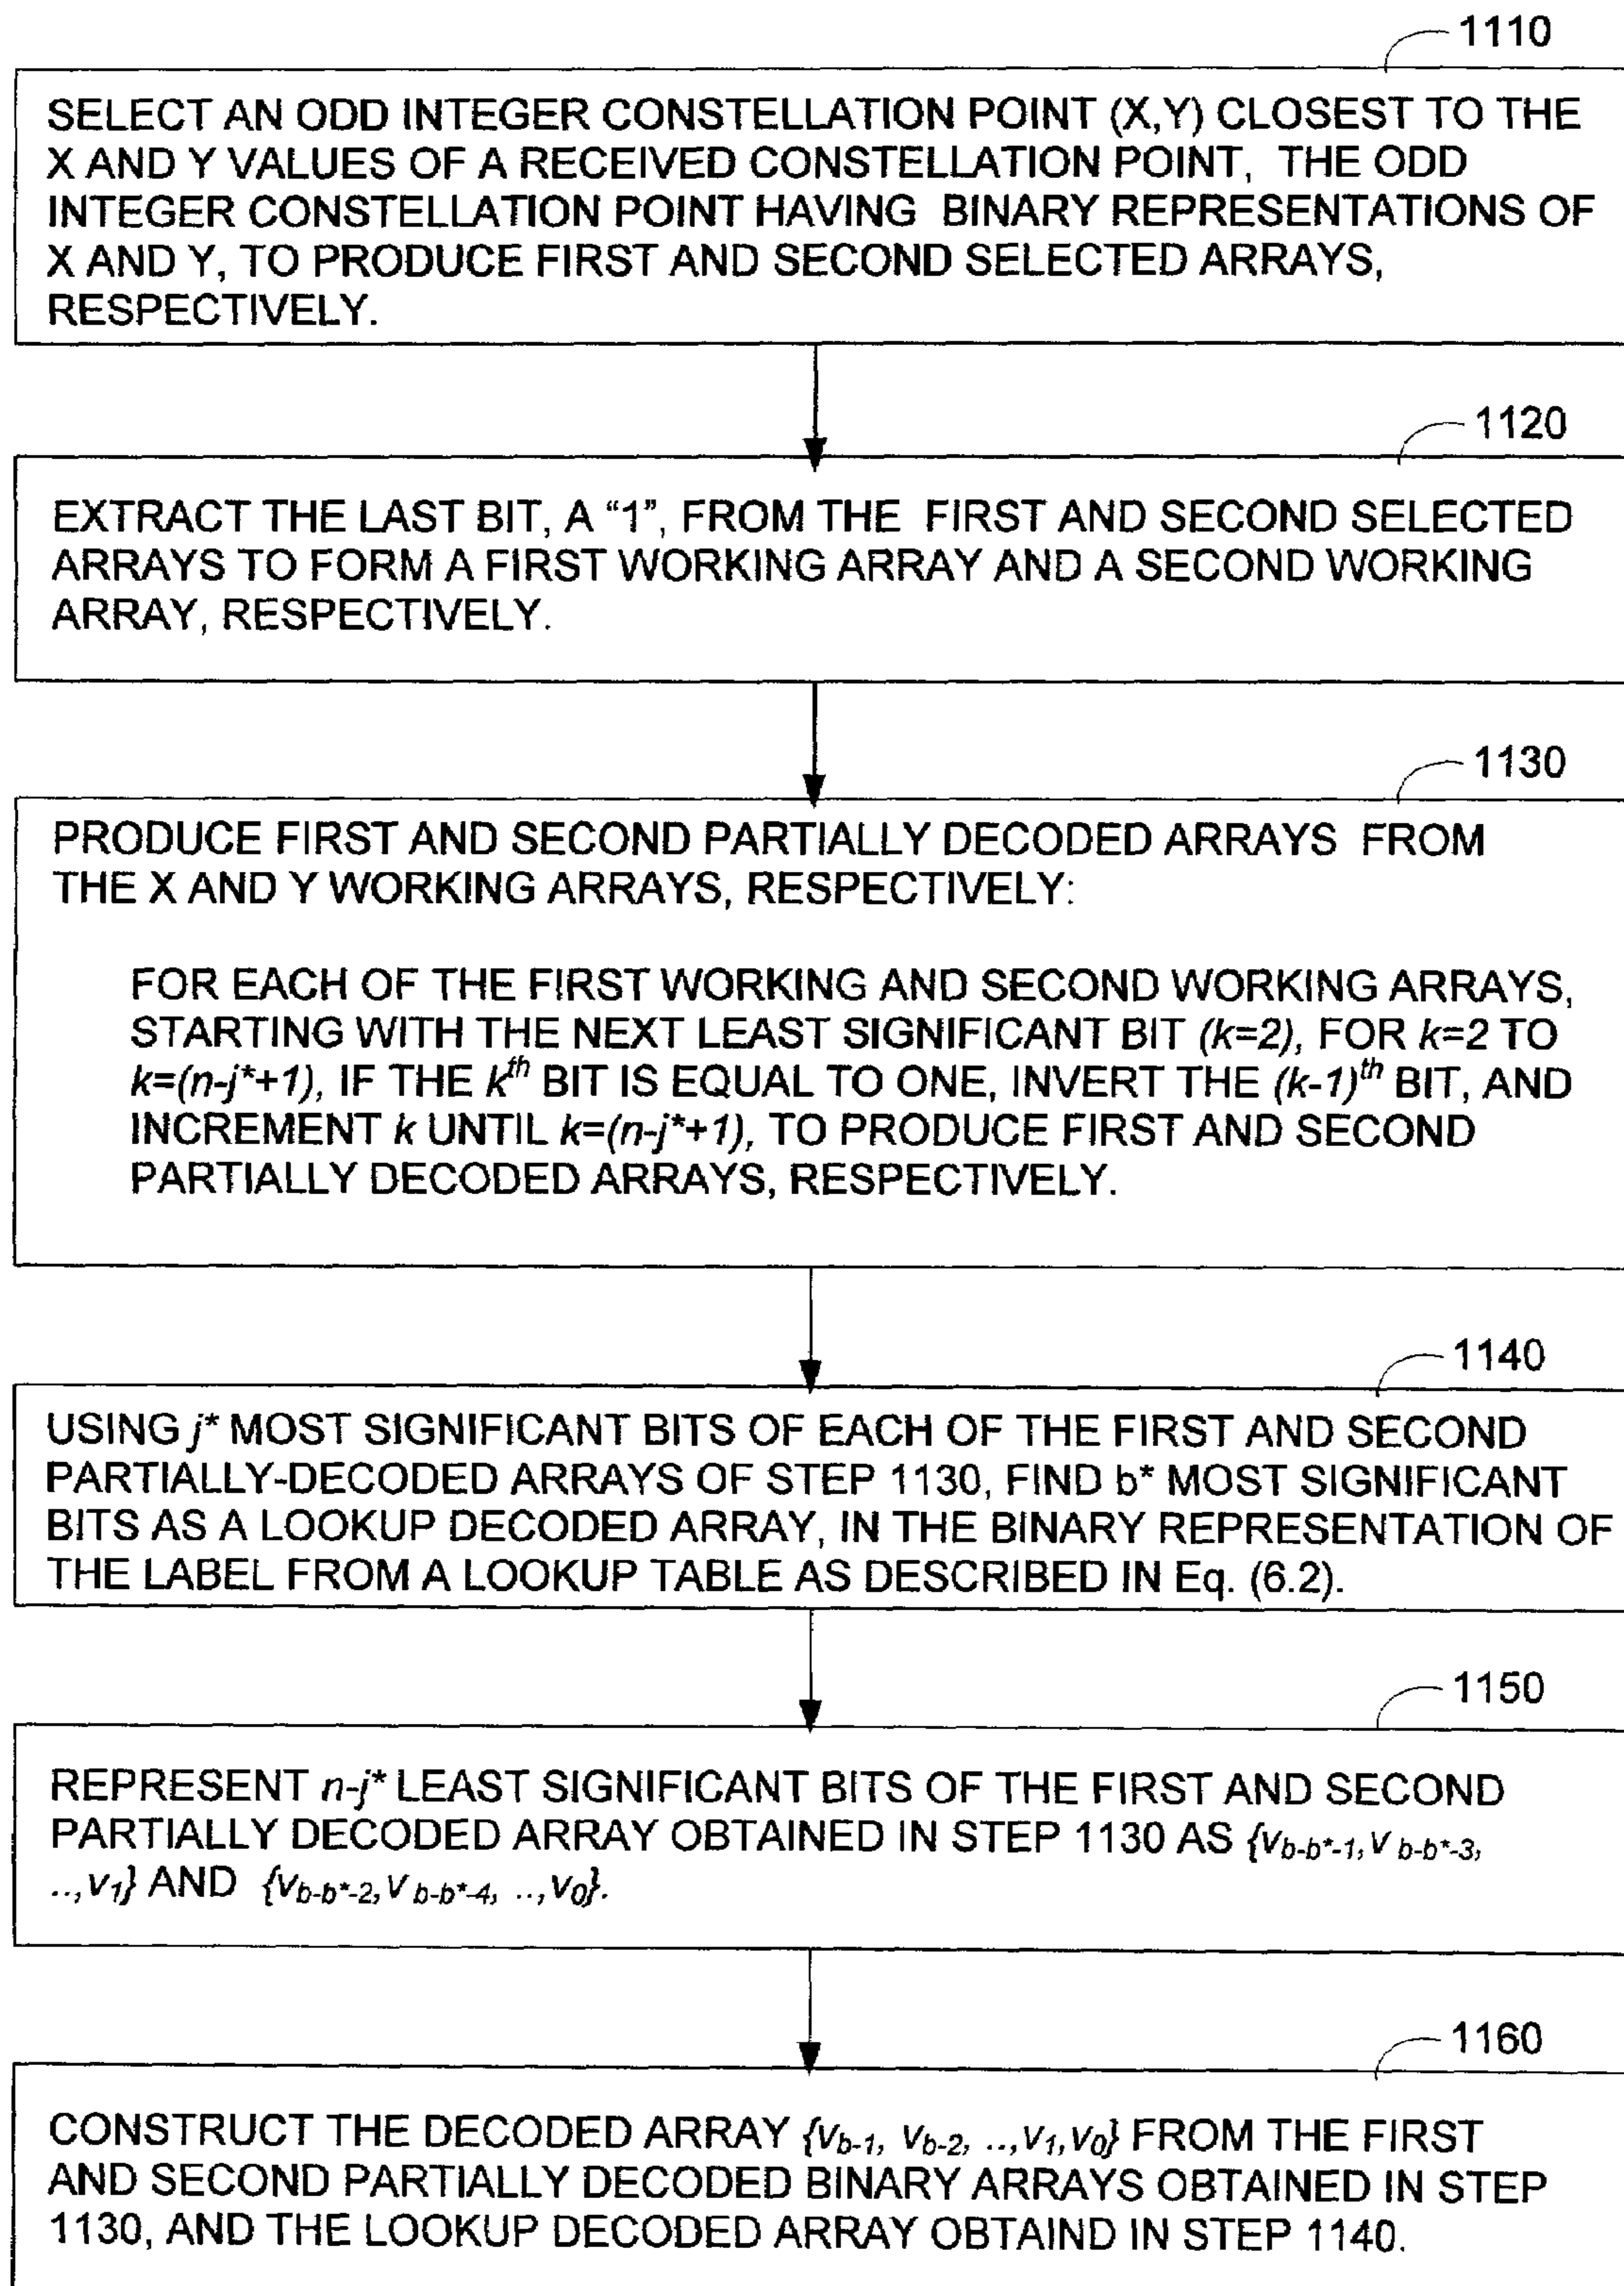 1110
SELECT AN ODD INTEGER CONSTELLATION POINT (X,Y) CLOSEST TO THE
X AND Y VALUES OF A RECEIVED CONSTELLATION POINT, THE ODD
INTEGER CONSTELLATION POINT HAVING BINARY REPRESENTATIONS OF
X AND Y, TO PRODUCE FIRST AND SECOND SELECTED ARRAYS,
RESPECTIVELY.
1120
EXTRACT THE LAST BIT, A “1”, FROM THE FIRST AND SECOND SELECTED
ARRAYS TO FORM A FIRST WORKING ARRAY AND A SECOND WORKING
ARRAY, RESPECTIVELY.
1130
PRODUCE FIRST AND SECOND PARTIALLY DECODED ARRAYS FROM
THE X AND Y WORKING ARRAYS, RESPECTIVELY:
FOR EACH OF THE FIRST WORKING AND SECOND WORKING ARRAYS,
STARTING WITH THE NEXT LEAST SIGNIFICANT BIT (k=2), FOR k=2 TO
k=(n-j*+1), IF THE k^th BIT IS EQUAL TO ONE, INVERT THE (k-1)^th BIT, AND
INCREMENT k UNTIL k=(n-j*+1), TO PRODUCE FIRST AND SECOND
PARTIALLY DECODED ARRAYS, RESPECTIVELY.
1140
USING j* MOST SIGNIFICANT BITS OF EACH OF THE FIRST AND SECOND
PARTIALLY-DECODED ARRAYS OF STEP 1130, FIND b* MOST SIGNIFICANT
BITS AS A LOOKUP DECODED ARRAY, IN THE BINARY REPRESENTATION OF
THE LABEL FROM A LOOKUP TABLE AS DESCRIBED IN Eq. (6.2).
1150
REPRESENT n-j* LEAST SIGNIFICANT BITS OF THE FIRST AND SECOND
PARTIALLY DECODED ARRAY OBTAINED IN STEP 1130 AS {v_b-b*-1, v_b-b*-3,
..,v_1} AND {v_b-b*-2, v_b-b*-4, ..,v_0}.
1160
CONSTRUCT THE DECODED ARRAY {v_b-1, v_b-2, ..,v_1,v_0} FROM THE FIRST
AND SECOND PARTIALLY DECODED BINARY ARRAYS OBTAINED IN STEP
1130, AND THE LOOKUP DECODED ARRAY OBTAIND IN STEP 1140.